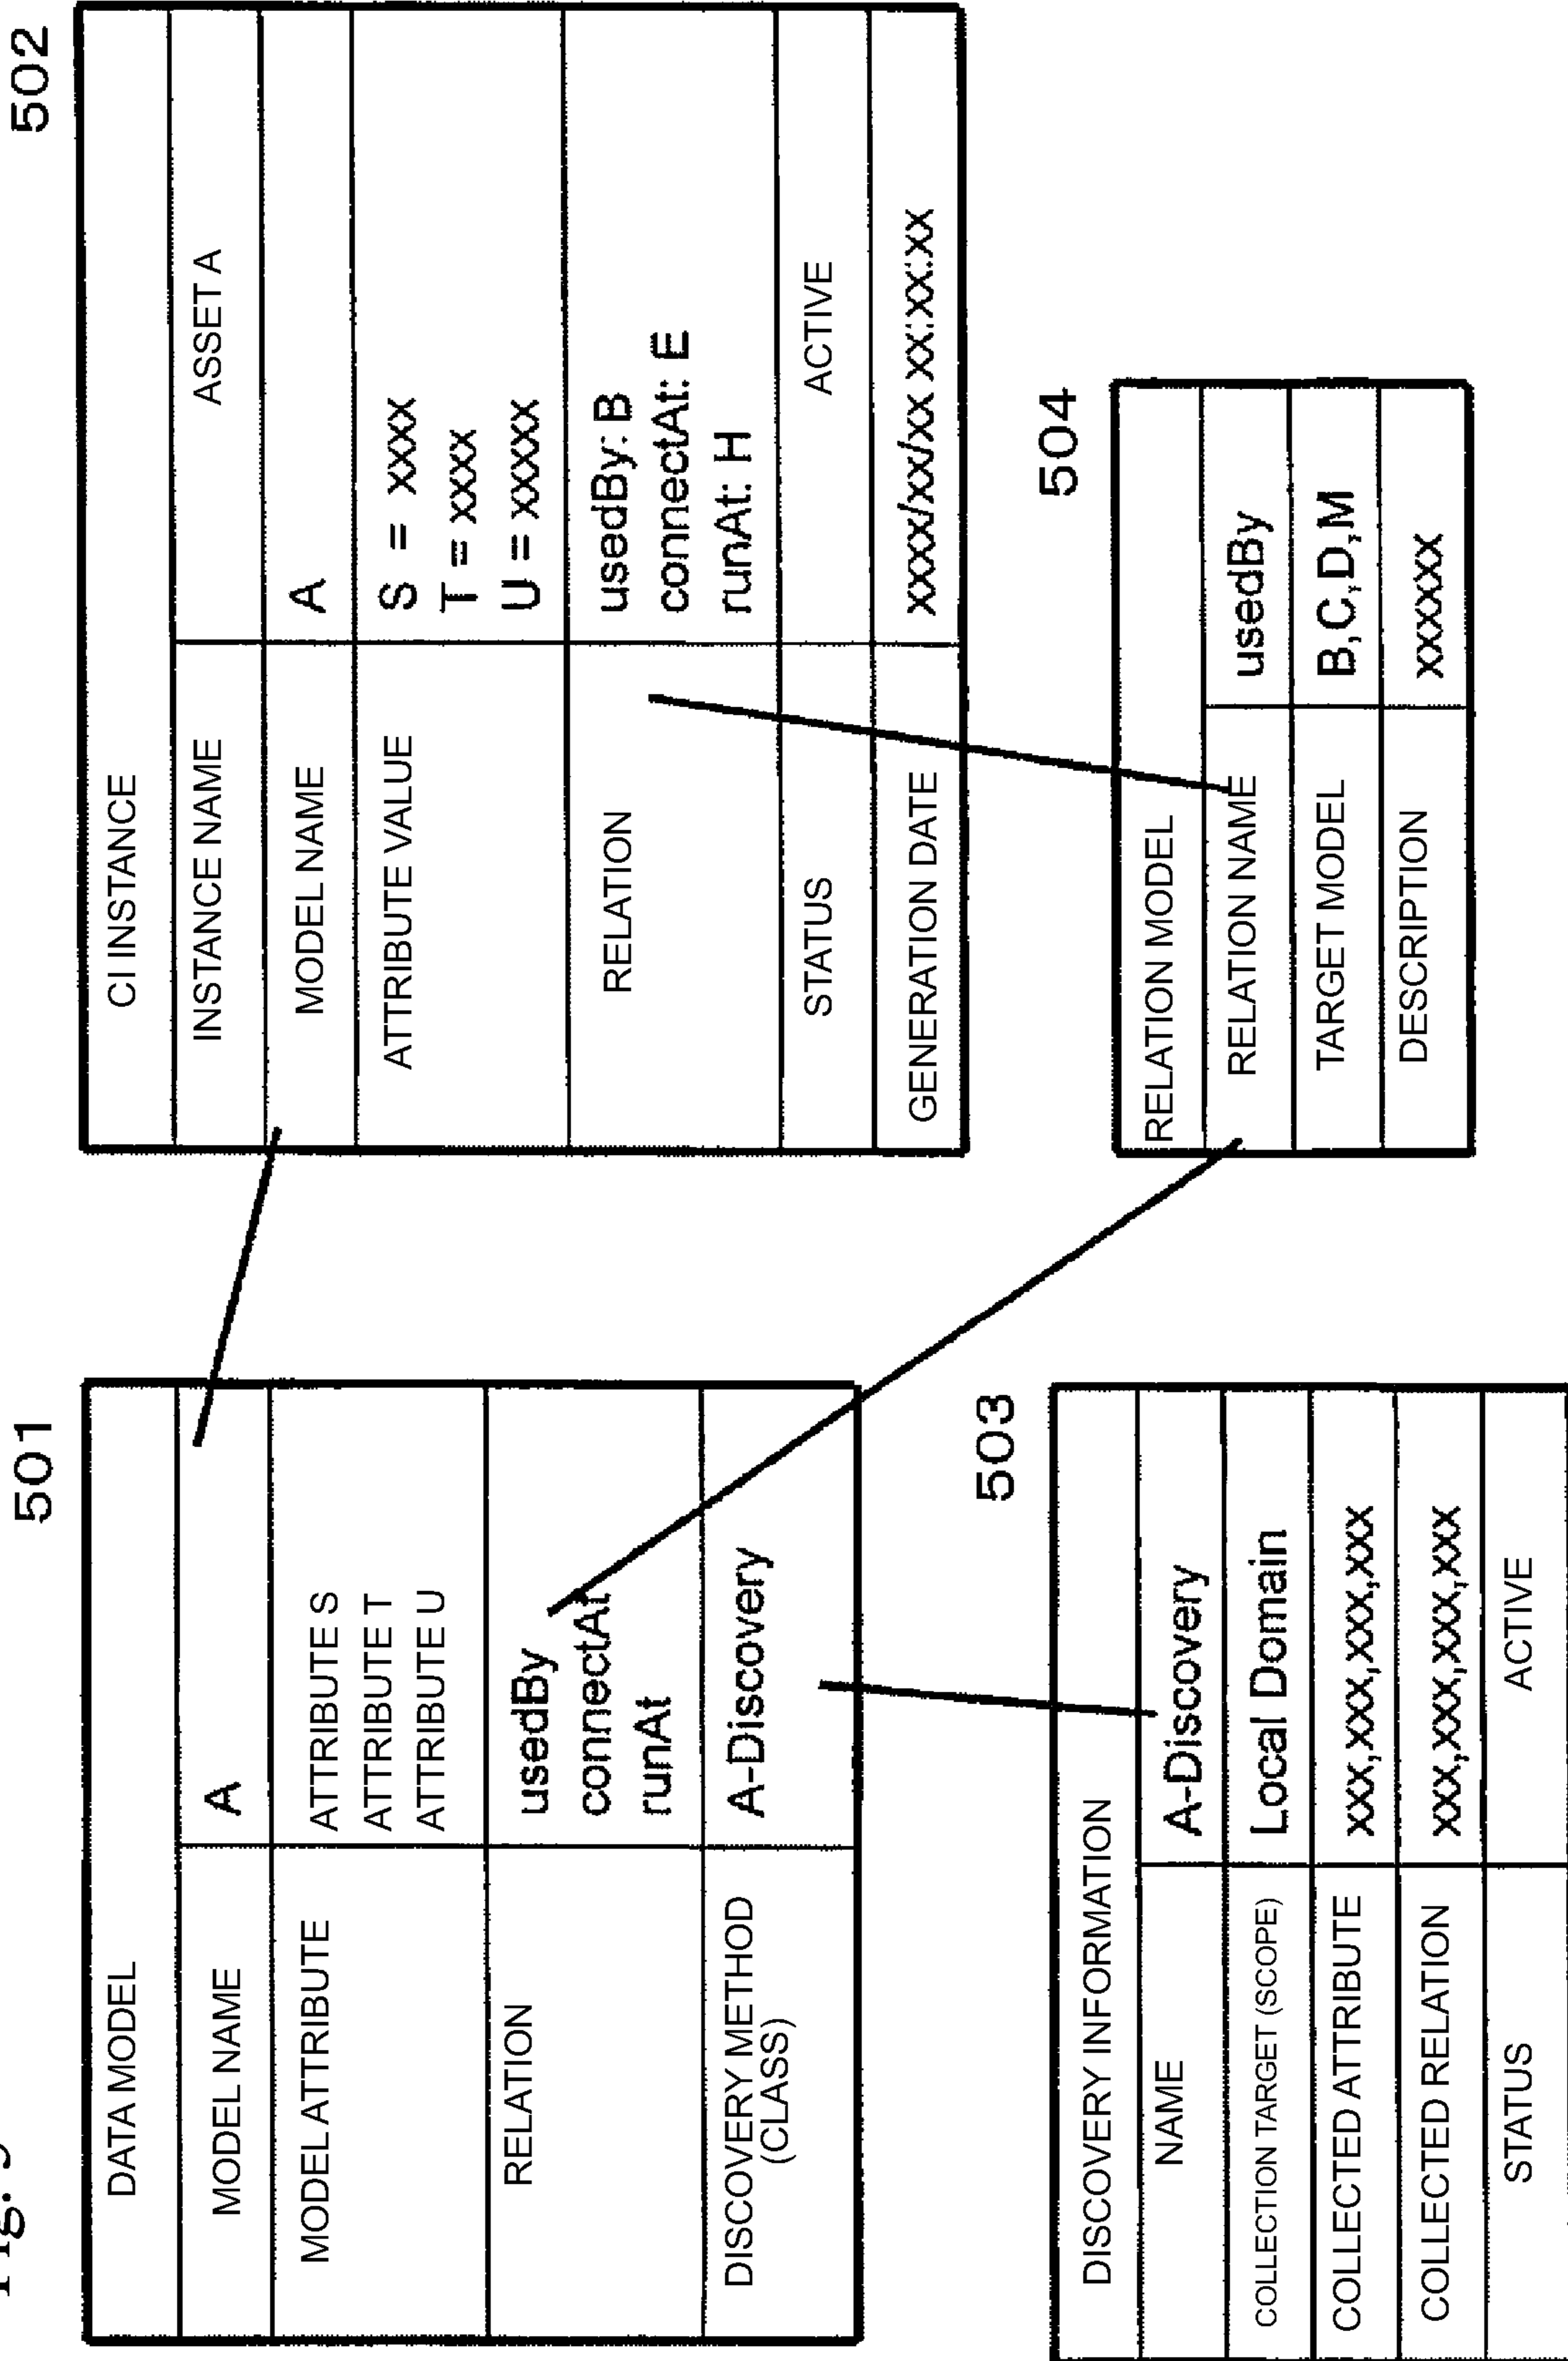 501
DATA MODEL
MODEL NAME
A
MODEL ATTRIBUTE
ATTRIBUTE S
ATTRIBUTE T
ATTRIBUTE U
RELATION
usedBy
connectAt
runAt
DISCOVERY METHOD
(CLASS)
A-Discovery
502
CI INSTANCE
INSTANCE NAME
ASSET A
MODEL NAME
A
ATTRIBUTE VALUE
S = xxxx
T = xxxx
U = xxxxx
RELATION
usedBy: B
connectAt: E
runAt: H
STATUS
ACTIVE
GENERATION DATE
xxxx/xx/xx xx:xx:xx
503
DISCOVERY INFORMATION
NAME
A-Discovery
COLLECTION TARGET (SCOPE)
Local Domain
COLLECTED ATTRIBUTE
xxx,xxx,xxx,xxx
COLLECTED RELATION
xxx,xxx,xxx,xxx
STATUS
ACTIVE
504
RELATION MODEL
RELATION NAME
usedBy
TARGET MODEL
B,C,D,M
DESCRIPTION
xxxxxx